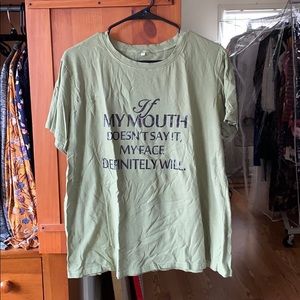 If
MY MOUTH
DOESN'T SAY IT,
MY FACE
DEFINITELY WILL.